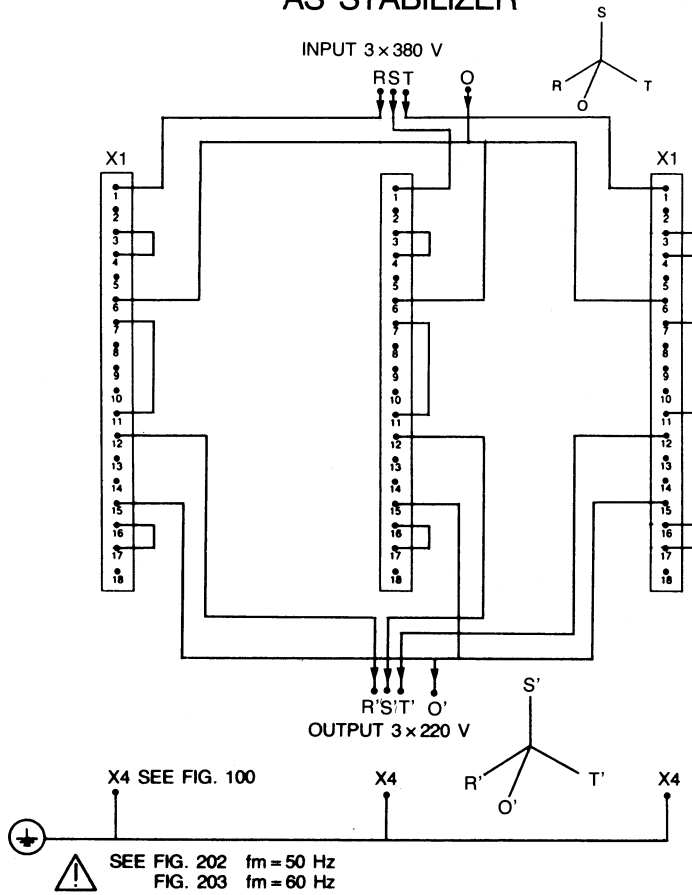 AS STABILIZER
INPUT 3 × 380 V
R S T O
S
R T
O
X1 X1
1 1 1
2 2 2
3 3 3
4 4 4
5 5 5
6 6 6
7 7 7
8 8 8
9 9 9
10 10 10
11 11 11
12 12 12
13 13 13
14 14 14
15 15 15
16 16 16
17 17 17
18 18 18
R' S' T' O'
OUTPUT 3 × 220 V
S'
R' T'
O'
X4 SEE FIG. 100 X4 X4
SEE FIG. 202 fm = 50 Hz
FIG. 203 fm = 60 Hz